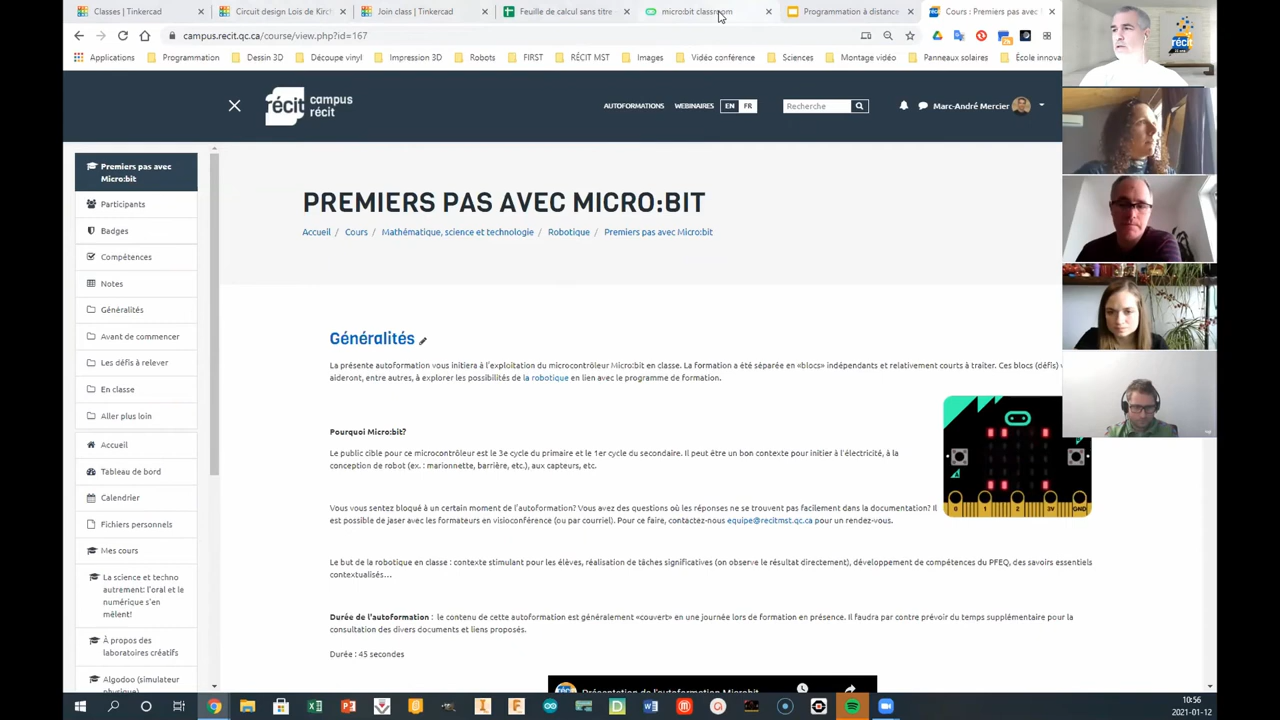 Classes | Tinkercad
Circuit design Lois de Kirch
Join class | Tinkercad
Feuille de calcul sans titre
micro:bit classroom
Programmation à distance
Cours : Premiers pas avec
campus.recit.qc.ca/course/view.php?id=167
Applications
Programmation
Dessin 3D
Découpe vinyl
Impression 3D
Robots
FIRST
RÉCIT MST
Images
Vidéo conférence
Sciences
Montage vidéo
Panneaux solaires
École innova
récit
campus
récit
AUTOFORMATIONS
WEBINAIRES
EN
FR
Recherche
Marc-André Mercier
récit
Premiers pas avec
Micro:bit
Participants
Badges
Compétences
Notes
Généralités
Avant de commencer
Les défis à relever
En classe
Aller plus loin
Accueil
Tableau de bord
Calendrier
Fichiers personnels
Mes cours
La science et techno
autrement: l'oral et le
numérique s'en
mêlent!
À propos des
laboratoires créatifs
Algodoo (simulateur
physique)
PREMIERS PAS AVEC MICRO:BIT
Accueil / Cours / Mathématique, science et technologie / Robotique / Premiers pas avec Micro:bit
Généralités
La présente autoformation vous initiera à l'exploitation du microcontrôleur Micro:bit en classe. La formation a été séparée en «blocs» indépendants et relativement courts à traiter. Ces blocs (défis)
aideront, entre autres, à explorer les possibilités de la robotique en lien avec le programme de formation.
Pourquoi Micro:bit?
Le public cible pour ce microcontrôleur est le 3e cycle du primaire et le 1er cycle du secondaire. Il peut être un bon contexte pour initier à l'électricité, à la
conception de robot (ex. : marionnette, barrière, etc.), aux capteurs, etc.
Vous vous sentez bloqué à un certain moment de l'autoformation? Vous avez des questions où les réponses ne se trouvent pas facilement dans la documentation? Il
est possible de jaser avec les formateurs en visioconférence (ou par courriel). Pour ce faire, contactez-nous equipe@recitmst.qc.ca pour un rendez-vous.
0 1 2 3V GND
Le but de la robotique en classe : contexte stimulant pour les élèves, réalisation de tâches significatives (on observe le résultat directement), développement de compétences du PFEQ, des savoirs essentiels
contextualisés...
Durée de l'autoformation : le contenu de cette autoformation est généralement «couvert» en une journée lors de formation en présence. Il faudra par contre prévoir du temps supplémentaire pour la
consultation des divers documents et liens proposés.
Durée : 45 secondes
Présentation de l'autoformation Microbit
10:56
2021-01-12